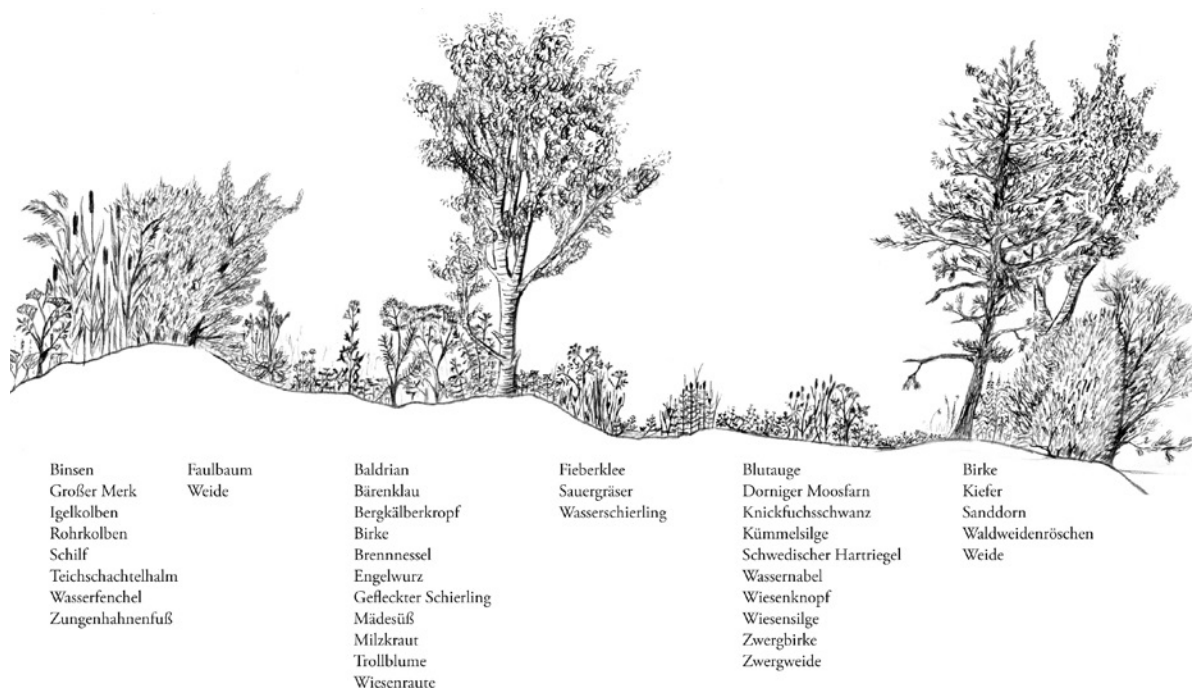 Binsen
Großer Merk
Igelkolben
Rohrkolben
Schilf
Teichschachtelhalm
Wasserfenchel
Zungenhahnenfuß
Faulbaum
Weide
Baldrian
Bärenklau
Bergkälberkropf
Birke
Brennnessel
Engelwurz
Gefleckter Schierling
Mädesüß
Milzkraut
Trollblume
Wiesenraute
Fieberklee
Sauergräser
Wasserschierling
Blutauge
Dorniger Moosfarn
Knickfuchsschwanz
Kümmelsilge
Schwedischer Hartriegel
Wassernabel
Wiesenknopf
Wiesensilge
Zwergbirke
Zwergweide
Birke
Kiefer
Sanddorn
Waldweidenröschen
Weide